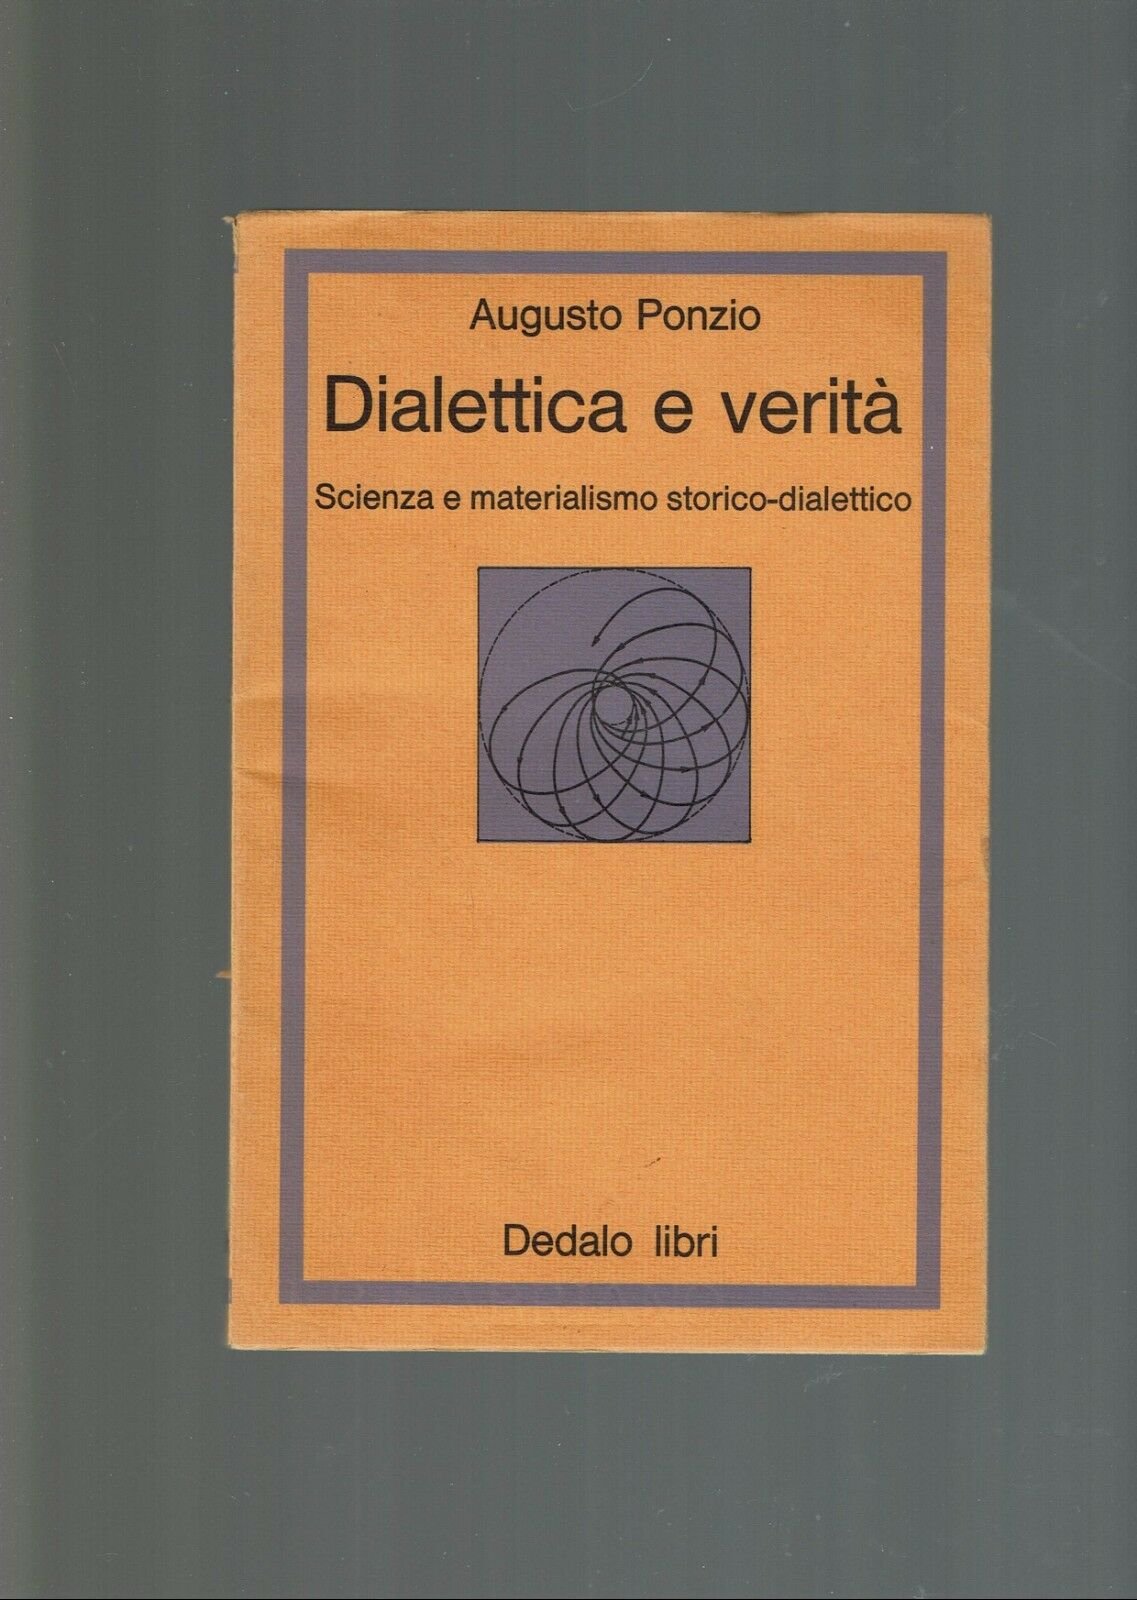 Augusto Ponzio
Dialettica e verità
Scienza e materialismo storico-dialettico
Dedalo libri